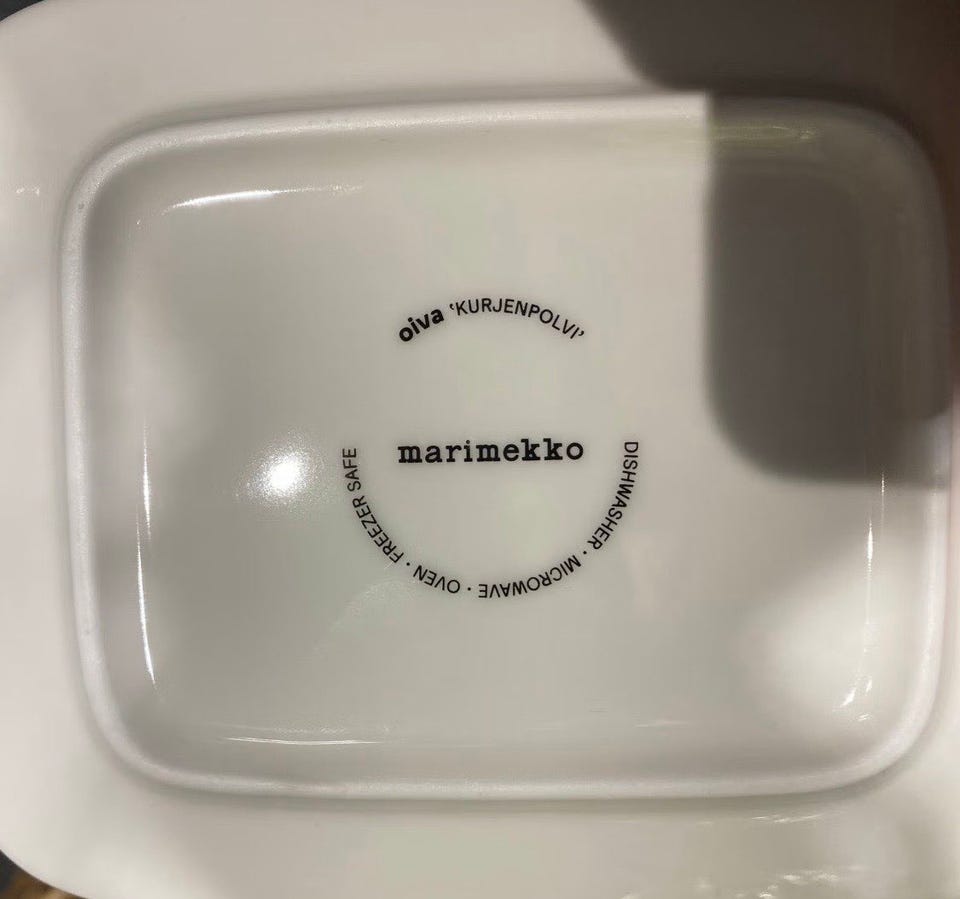 oiva ‘KURJENPOLVI’
marimekko
DISHWASHER · MICROWAVE · OVEN · FREEZER SAFE